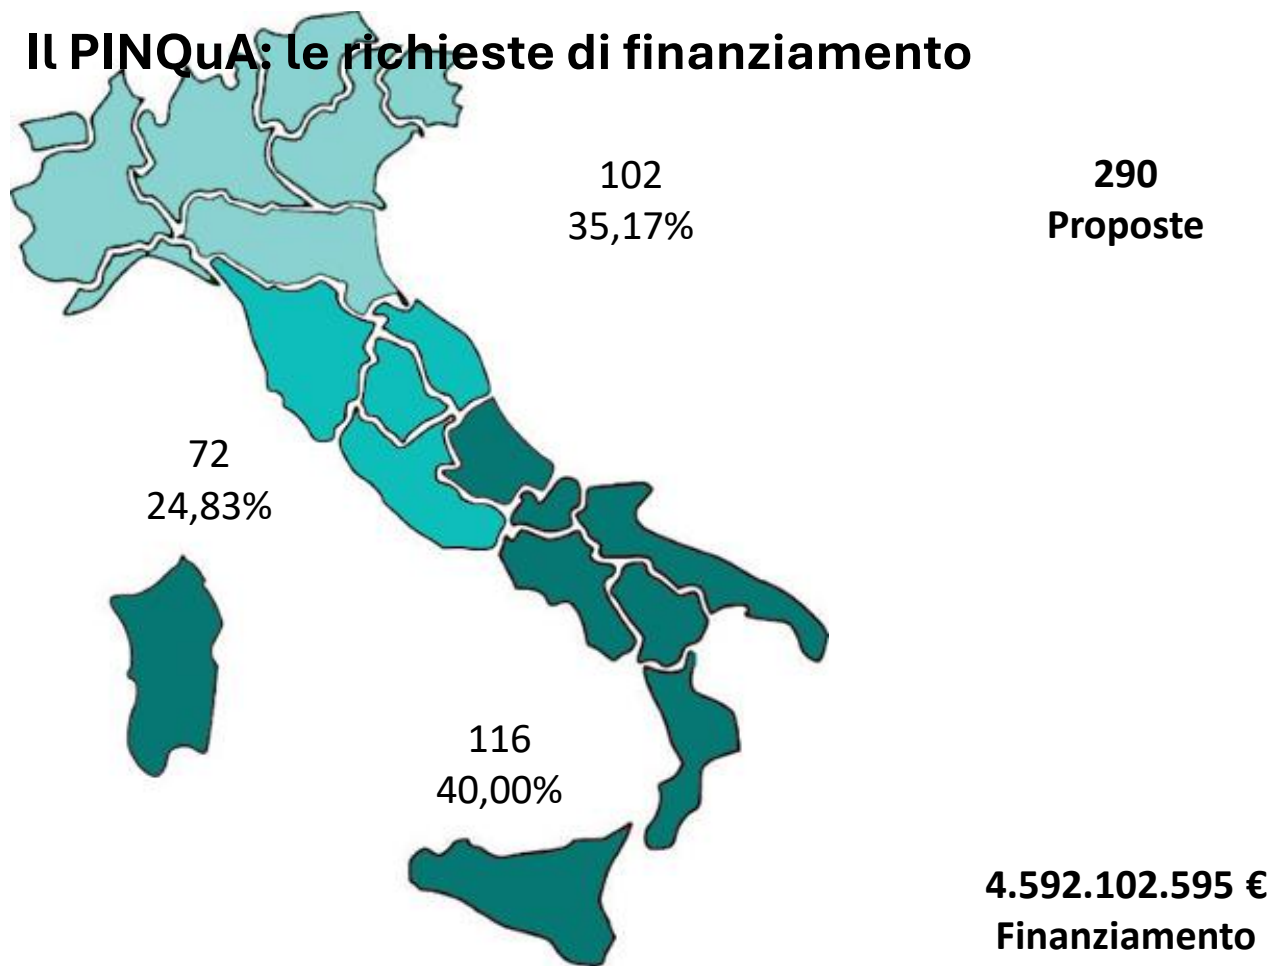 Il PINQuA: le richieste di finanziamento
102
35,17%
290
Proposte
72
24,83%
116
40,00%
4.592.102.595 €
Finanziamento